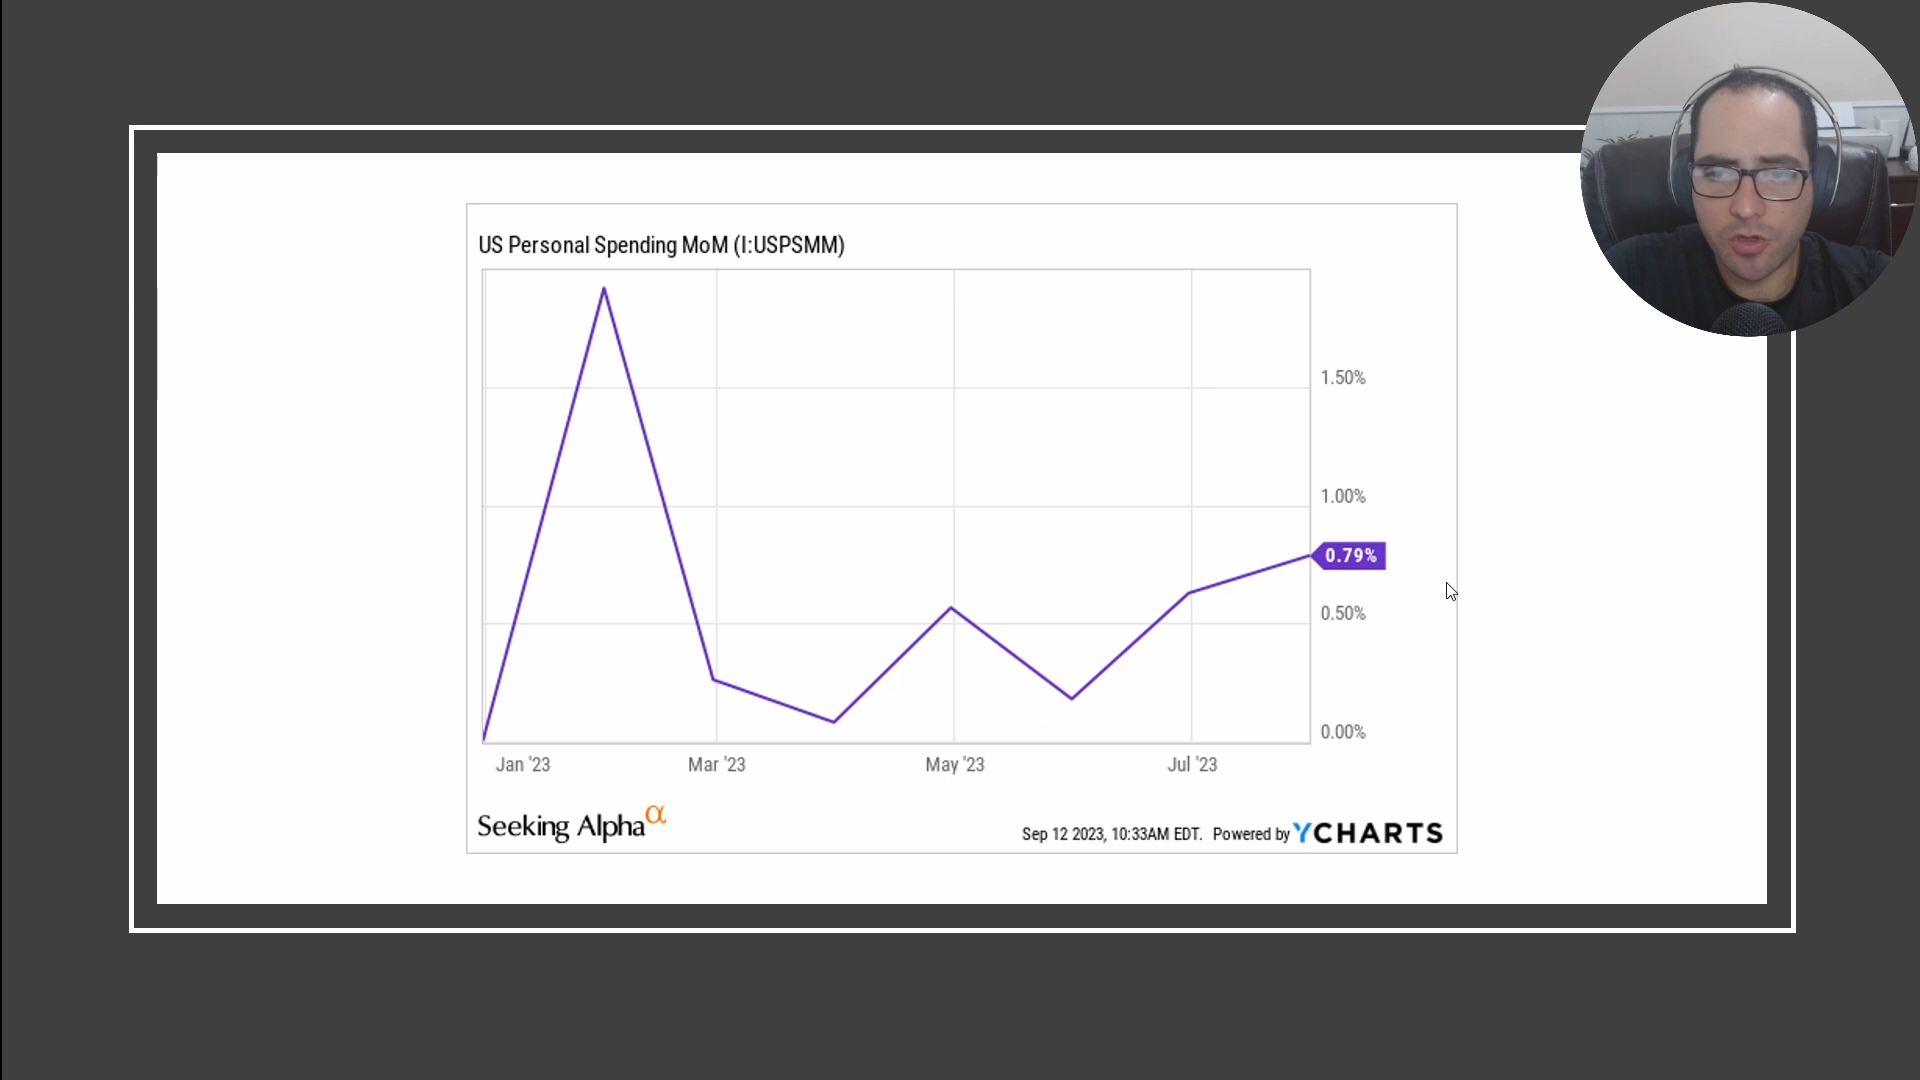 US Personal Spending MoM (I:USPSMM)
1.50%
1.00%
0.79%
0.50%
0.00%
Jan '23 Mar '23 May '23 Jul '23
Seeking Alpha α
Sep 12 2023, 10:33AM EDT. Powered by YCHARTS